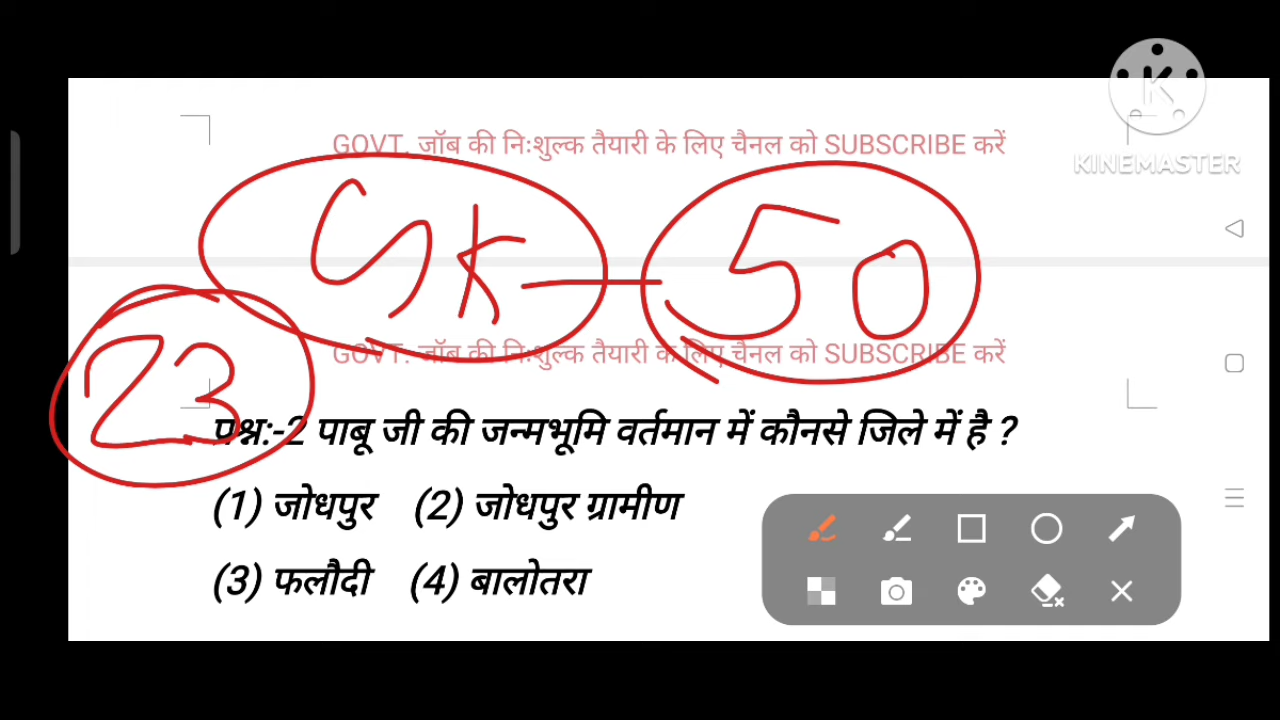 KINEMASTER
GOVT. जॉब की निःशुल्क तैयारी के लिए चैनल को SUBSCRIBE करें
GK - 50
GOVT. जॉब की निःशुल्क तैयारी के लिए चैनल को SUBSCRIBE करें
23
प्रश्न:-2 पाबू जी की जन्मभूमि वर्तमान में कौनसे जिले में है ?
(1) जोधपुर (2) जोधपुर ग्रामीण
(3) फलौदी (4) बालोतरा